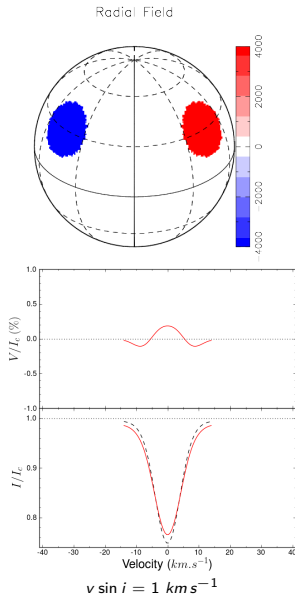 Radial Field
4000
2000
0
−2000
−4000
1.0
0.5
0.0
-0.5
-1.0
V/I_c (%)
1.0
0.9
0.8
I/I_c
-40 -30 -20 -10 0 10 20 30 40
Velocity (km.s⁻¹)
v sin i = 1 km s⁻¹